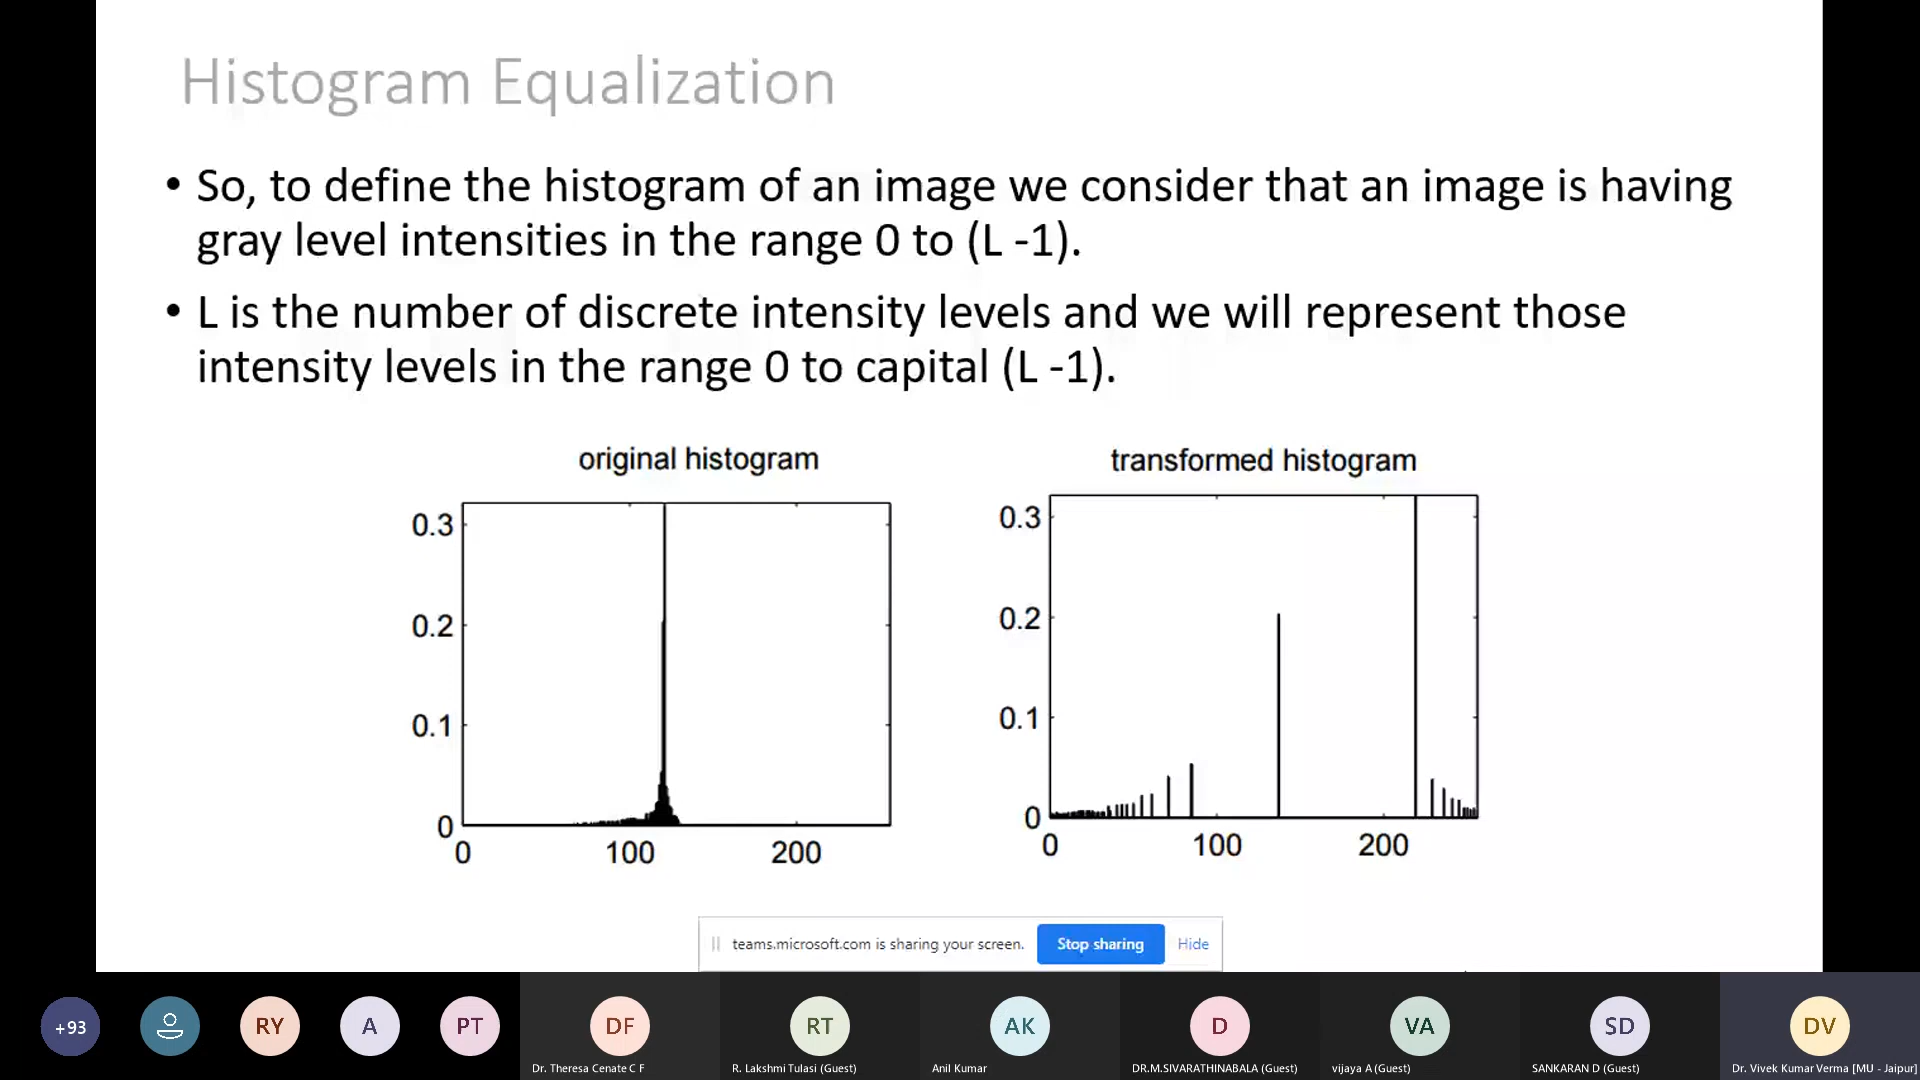 Histogram Equalization
• So, to define the histogram of an image we consider that an image is having
gray level intensities in the range 0 to (L -1).
• L is the number of discrete intensity levels and we will represent those
intensity levels in the range 0 to capital (L -1).
original histogram
0.3
0.2
0.1
0
0 100 200
transformed histogram
0.3
0.2
0.1
0
0 100 200
teams.microsoft.com is sharing your screen. Stop sharing Hide
+93 RY A PT DF RT AK D VA SD DV
Dr. Theresa Cenate C F R. Lakshmi Tulasi (Guest) Anil Kumar DR.M.SIVARATHINABALA (Guest) vijaya A (Guest) SANKARAN D (Guest) Dr. Vivek Kumar Verma [MU - Jaipur]